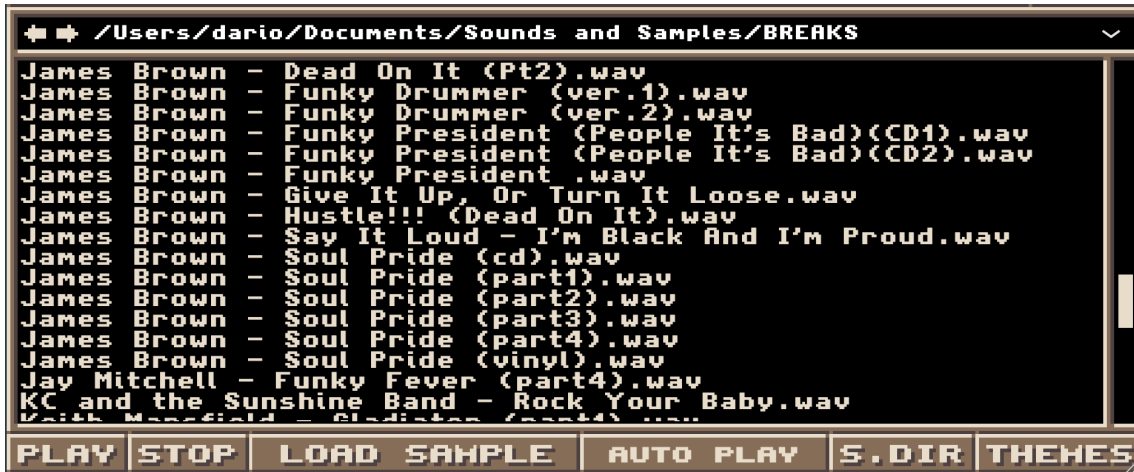 /Users/dario/Documents/Sounds and Samples/BREAKS
James Brown - Dead On It (Pt2).wav
James Brown - Funky Drummer (ver.1).wav
James Brown - Funky Drummer (ver.2).wav
James Brown - Funky President (People It's Bad)(CD1).wav
James Brown - Funky President (People It's Bad)(CD2).wav
James Brown - Funky President .wav
James Brown - Give It Up, Or Turn It Loose.wav
James Brown - Hustle!!! (Dead On It).wav
James Brown - Say It Loud - I'm Black And I'm Proud.wav
James Brown - Soul Pride (cd).wav
James Brown - Soul Pride (part1).wav
James Brown - Soul Pride (part2).wav
James Brown - Soul Pride (part3).wav
James Brown - Soul Pride (part4).wav
James Brown - Soul Pride (vinyl).wav
Jay Mitchell - Funky Fever (part4).wav
KC and the Sunshine Band - Rock Your Baby.wav
Keith Mansfield - Gladiator (part1).wav
PLAY STOP LOAD SAMPLE AUTO PLAY S.DIR THEMES